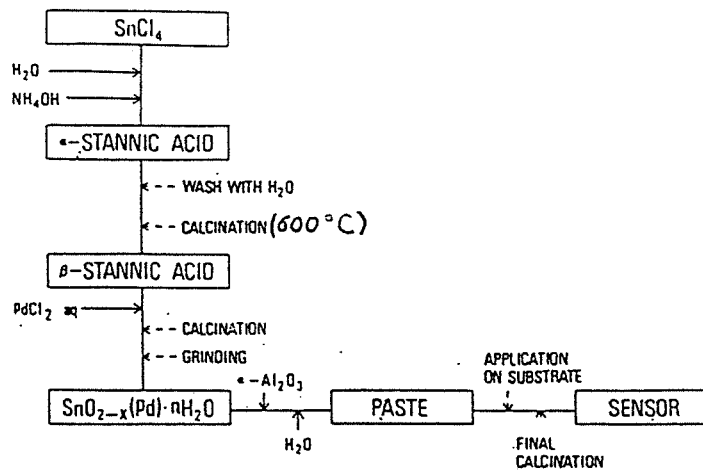 SnCl₄
H₂O
NH₄OH
α-STANNIC ACID
WASH WITH H₂O
CALCINATION (600°C)
β-STANNIC ACID
PdCl₂ aq
CALCINATION
GRINDING
SnO₂₋ₓ(Pd)·nH₂O
α-Al₂O₃
H₂O
PASTE
APPLICATION
ON SUBSTRATE
FINAL
CALCINATION
SENSOR